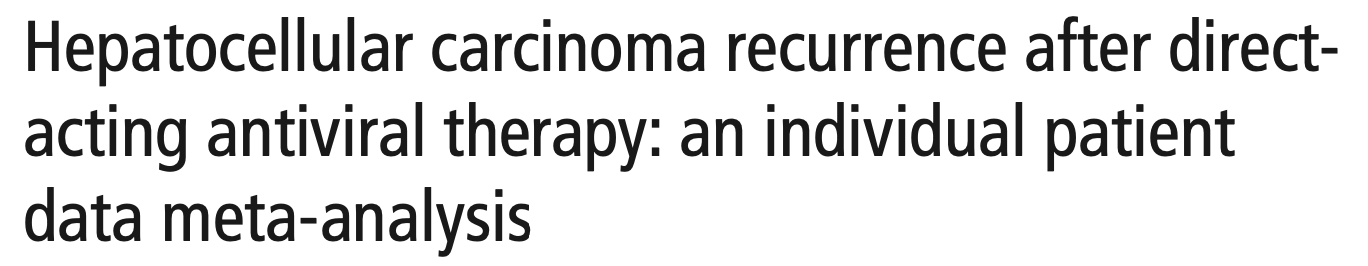 Hepatocellular carcinoma recurrence after direct-
acting antiviral therapy: an individual patient
data meta-analysis